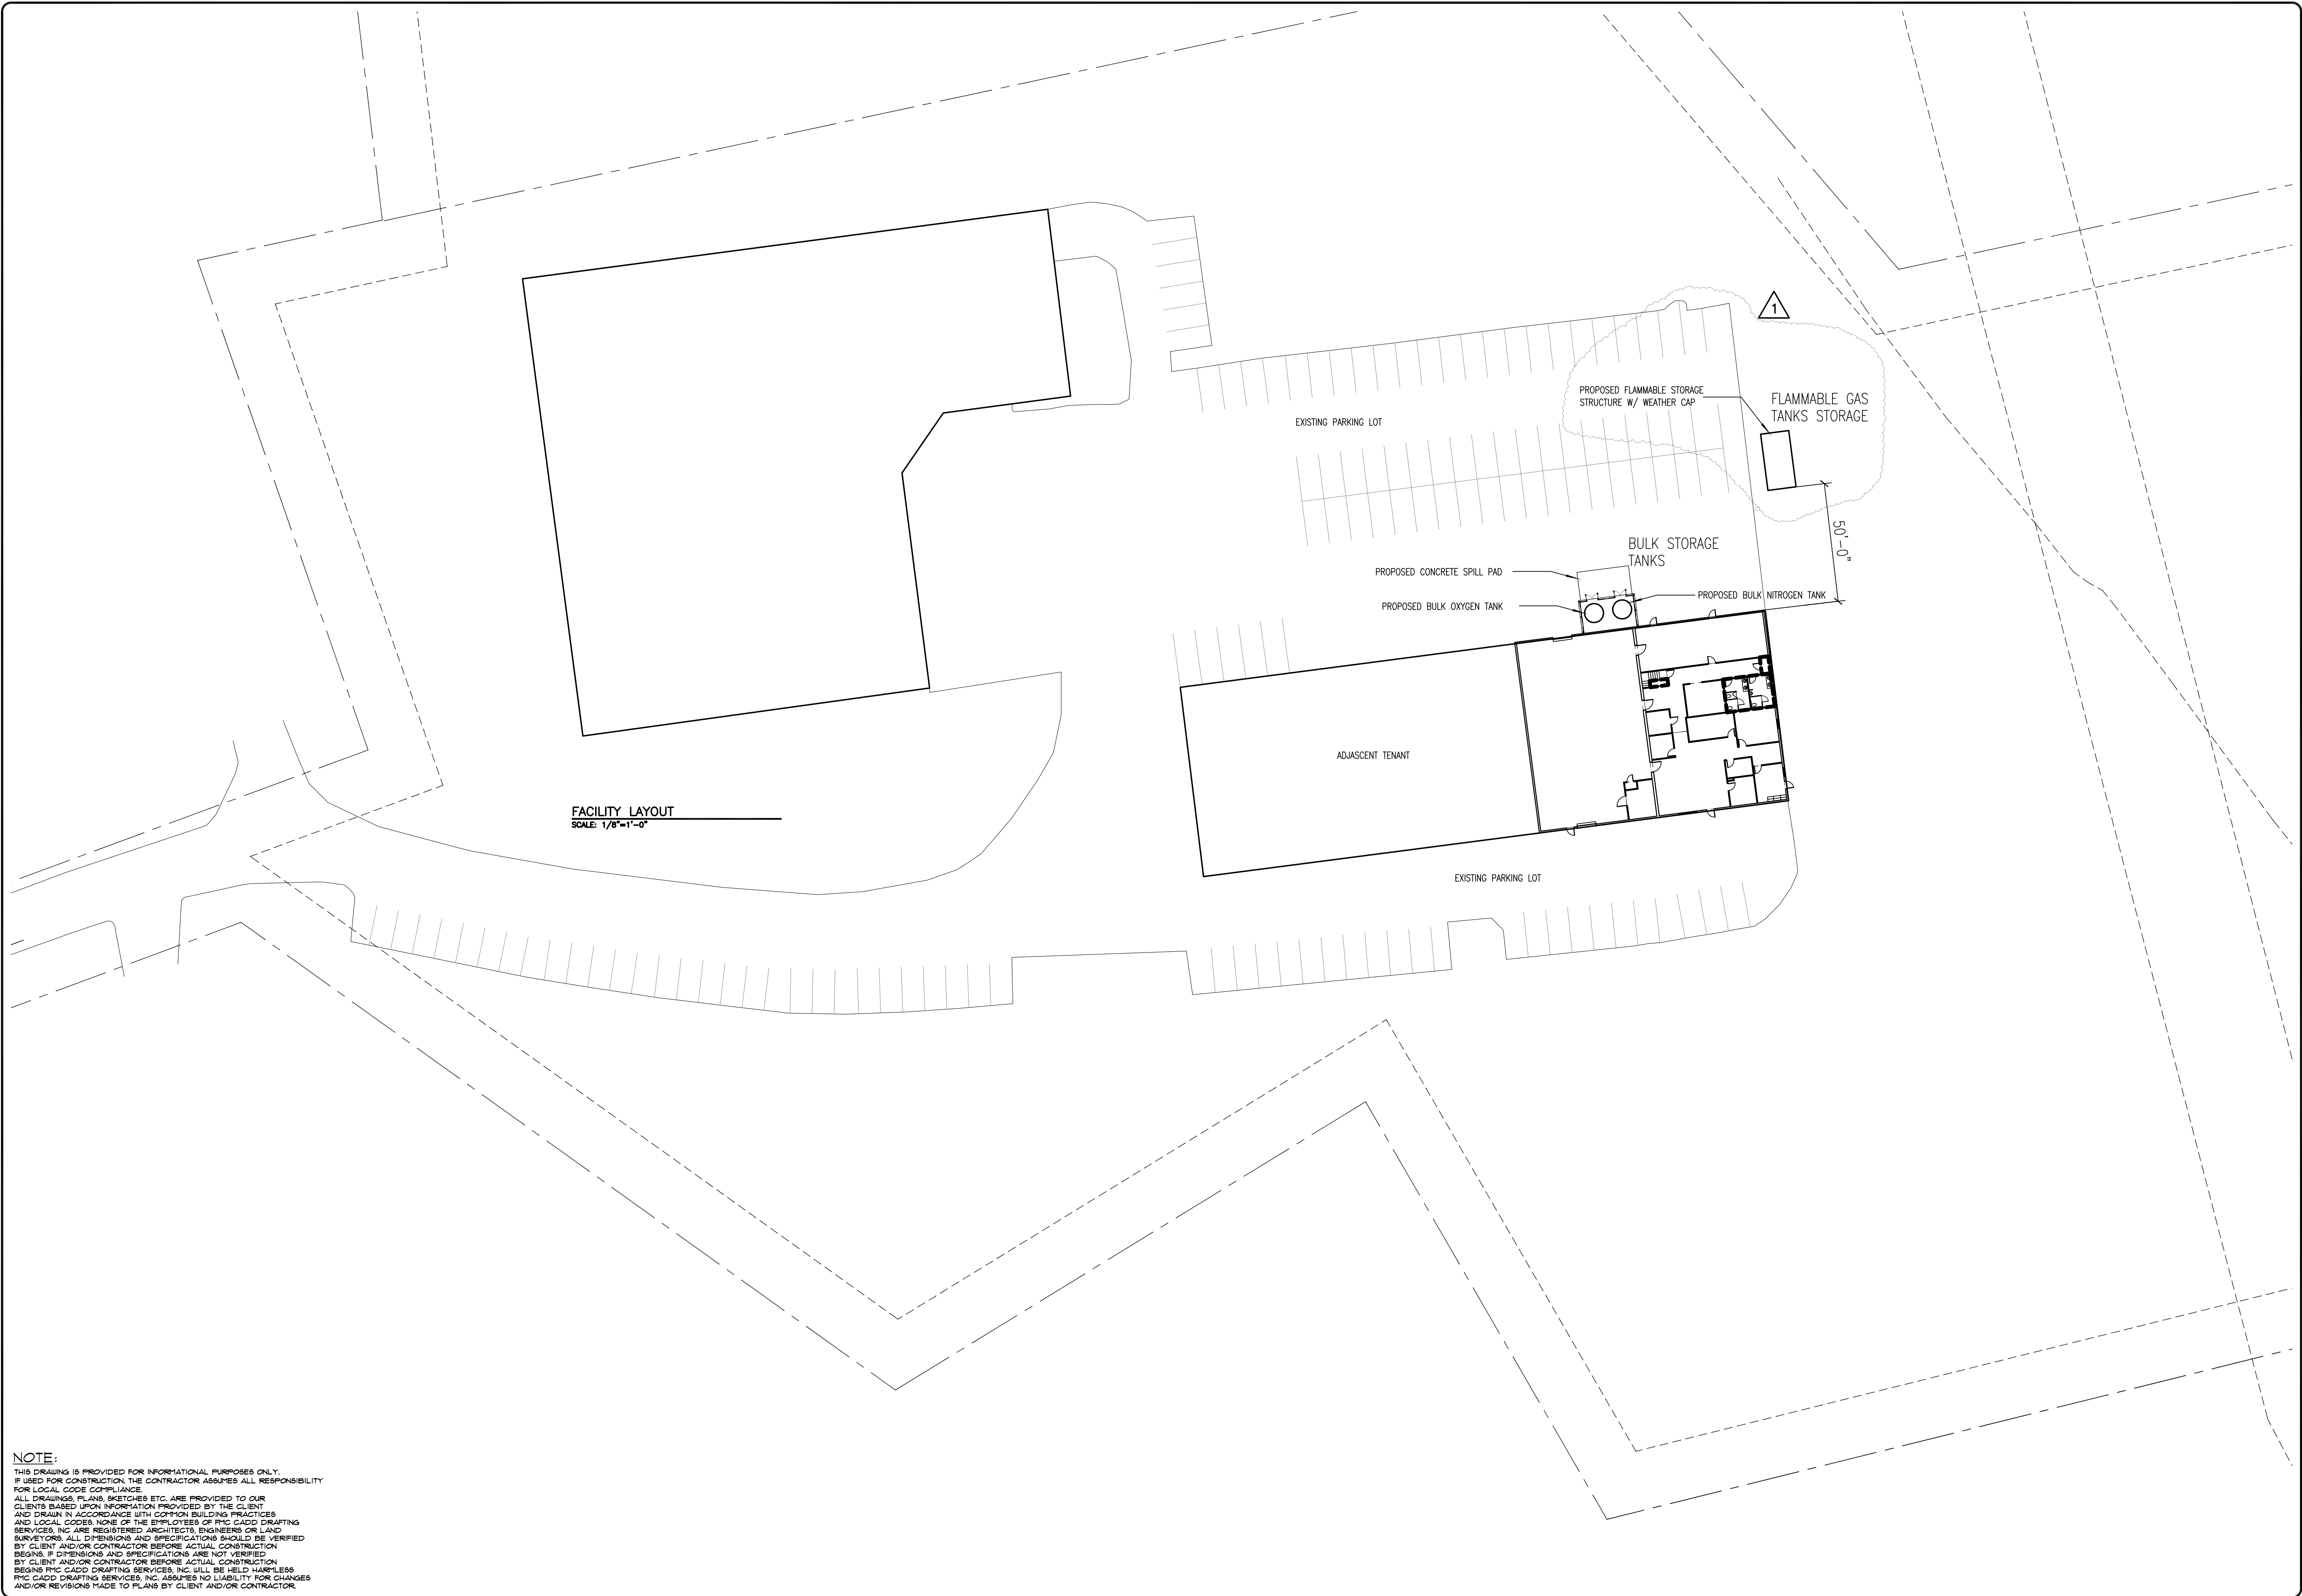 1
PROPOSED FLAMMABLE STORAGE
STRUCTURE W/ WEATHER CAP
FLAMMABLE GAS
TANKS STORAGE
EXISTING PARKING LOT
50'-0"
BULK STORAGE
TANKS
PROPOSED CONCRETE SPILL PAD
PROPOSED BULK NITROGEN TANK
PROPOSED BULK OXYGEN TANK
ADJASCENT TENANT
FACILITY LAYOUT
SCALE: 1/8"=1'-0"
EXISTING PARKING LOT
NOTE:
THIS DRAWING IS PROVIDED FOR INFORMATIONAL PURPOSES ONLY.
IF USED FOR CONSTRUCTION, THE CONTRACTOR ASSUMES ALL RESPONSIBILITY
FOR LOCAL CODE COMPLIANCE.
ALL DRAWINGS, PLANS, SKETCHES ETC. ARE PROVIDED TO OUR
CLIENTS BASED UPON INFORMATION PROVIDED BY THE CLIENT
AND DRAWN IN ACCORDANCE WITH COMMON BUILDING PRACTICES
AND LOCAL CODES. NONE OF THE EMPLOYEES OF FMC CADD DRAFTING
SERVICES, INC ARE REGISTERED ARCHITECTS, ENGINEERS OR LAND
SURVEYORS. ALL DIMENSIONS AND SPECIFICATIONS SHOULD BE VERIFIED
BY CLIENT AND/OR CONTRACTOR BEFORE ACTUAL CONSTRUCTION
BEGINS. IF DIMENSIONS AND SPECIFICATIONS ARE NOT VERIFIED
BY CLIENT AND/OR CONTRACTOR BEFORE ACTUAL CONSTRUCTION
BEGINS FMC CADD DRAFTING SERVICES, INC. WILL BE HELD HARMLESS
FMC CADD DRAFTING SERVICES, INC. ASSUMES NO LIABILITY FOR CHANGES
AND/OR REVISIONS MADE TO PLANS BY CLIENT AND/OR CONTRACTOR.